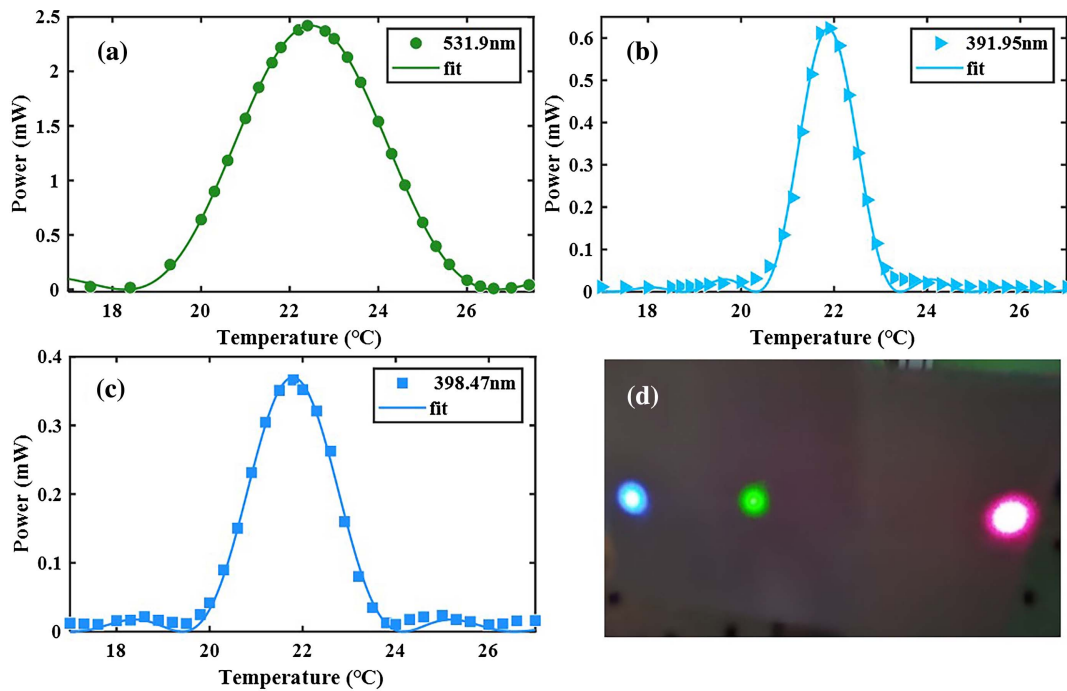 (a)
531.9nm
fit
2.5
2
1.5
1
0.5
0
Power (mW)
18
20
22
24
26
Temperature (°C)
(b)
391.95nm
fit
0.6
0.5
0.4
0.3
0.2
0.1
0
Power (mW)
18
20
22
24
26
Temperature (°C)
(c)
398.47nm
fit
0.4
0.3
0.2
0.1
0
Power (mW)
18
20
22
24
26
Temperature (°C)
(d)